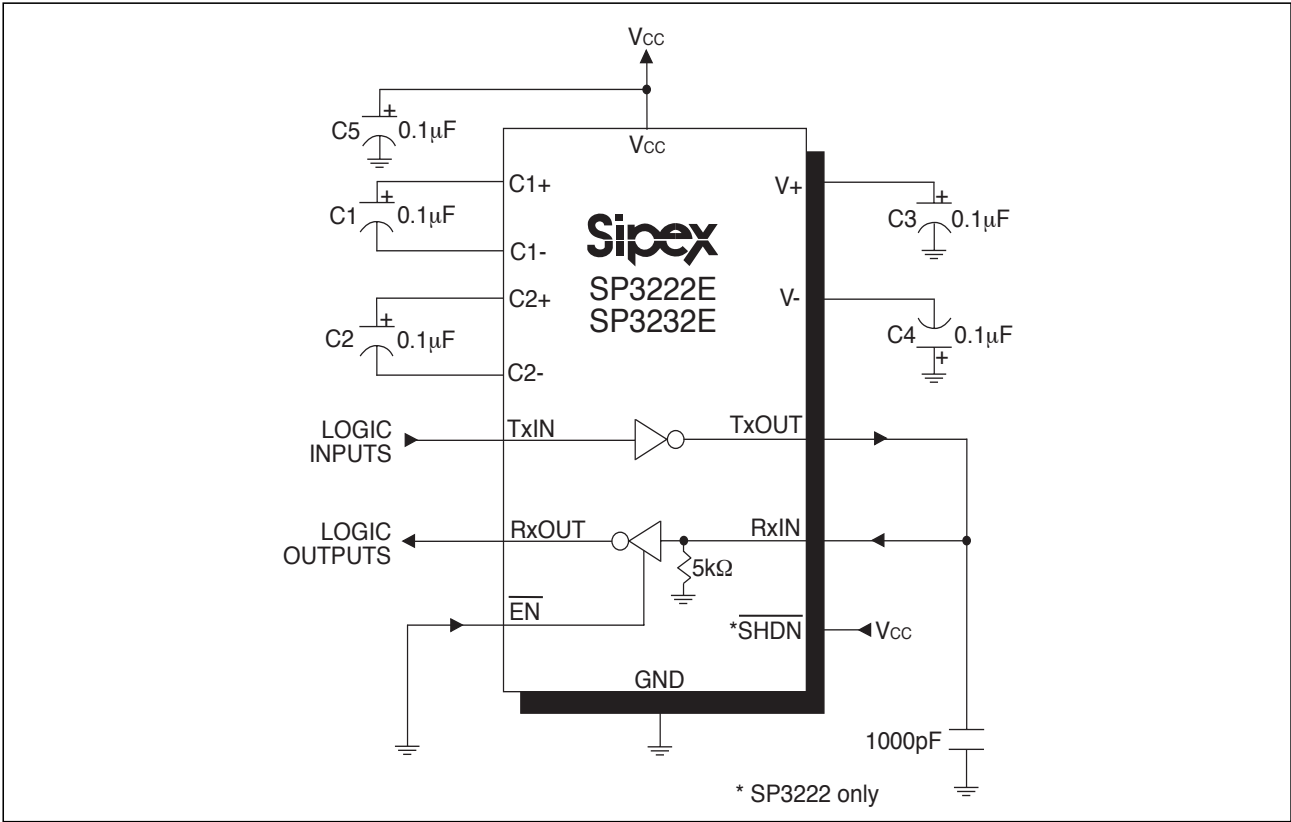 VCC
C5
+
0.1µF
VCC
C1+
C1
+
0.1µF
C1-
C2+
C2
+
0.1µF
C2-
Sipex
SP3222E
SP3232E
V+
C3
+
0.1µF
V-
C4
0.1µF
+
LOGIC
INPUTS
TxIN
TxOUT
LOGIC
OUTPUTS
RxOUT
RxIN
5kΩ
EN
*SHDN
VCC
GND
1000pF
* SP3222 only